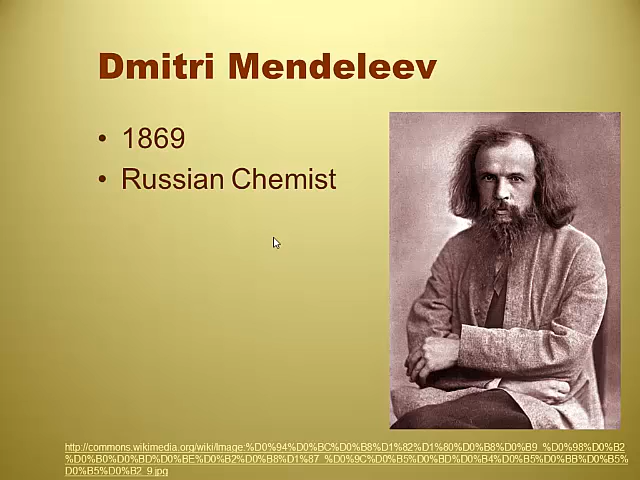 Dmitri Mendeleev
• 1869
• Russian Chemist
http://commons.wikimedia.org/wiki/Image:%D0%94%D0%BC%D0%B8%D1%82%D1%80%D0%B8%D0%B9_%D0%98%D0%B2
%D0%B0%D0%BD%D0%BE%D0%B2%D0%B8%D1%87_%D0%9C%D0%B5%D0%BD%D0%B4%D0%B5%D0%BB%D0%B5%
D0%B5%D0%B2_9.jpg